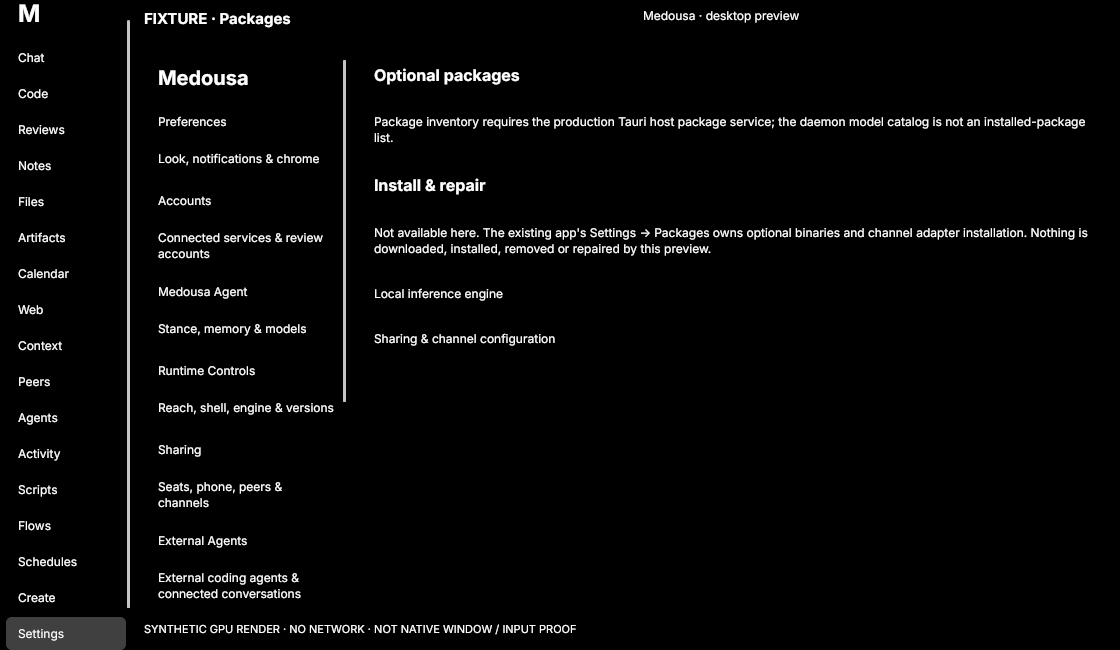 M
Chat
Code
Reviews
Notes
Files
Artifacts
Calendar
Web
Context
Peers
Agents
Activity
Scripts
Flows
Schedules
Create
Settings
FIXTURE · Packages
Medousa · desktop preview
Medousa
Preferences
Look, notifications & chrome
Accounts
Connected services & review
accounts
Medousa Agent
Stance, memory & models
Runtime Controls
Reach, shell, engine & versions
Sharing
Seats, phone, peers &
channels
External Agents
External coding agents &
connected conversations
Optional packages
Package inventory requires the production Tauri host package service; the daemon model catalog is not an installed-package
list.
Install & repair
Not available here. The existing app's Settings → Packages owns optional binaries and channel adapter installation. Nothing is
downloaded, installed, removed or repaired by this preview.
Local inference engine
Sharing & channel configuration
SYNTHETIC GPU RENDER · NO NETWORK · NOT NATIVE WINDOW / INPUT PROOF